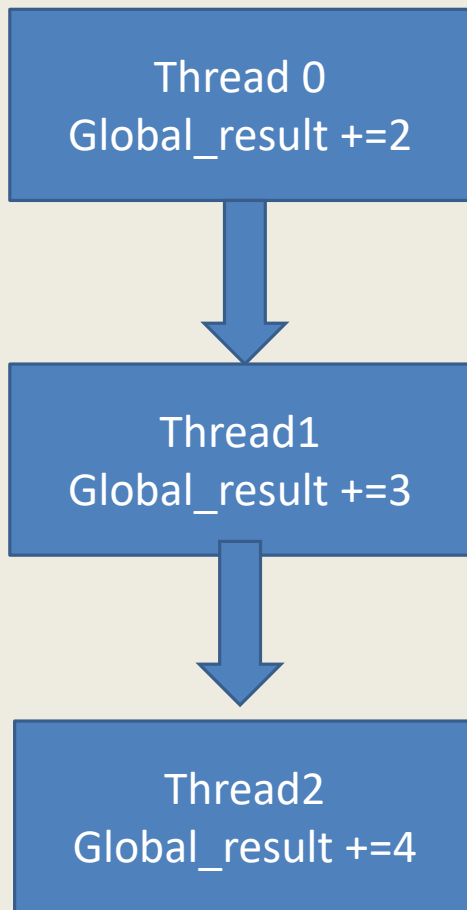 Thread 0
Global_result +=2
Thread1
Global_result +=3
Thread2
Global_result +=4